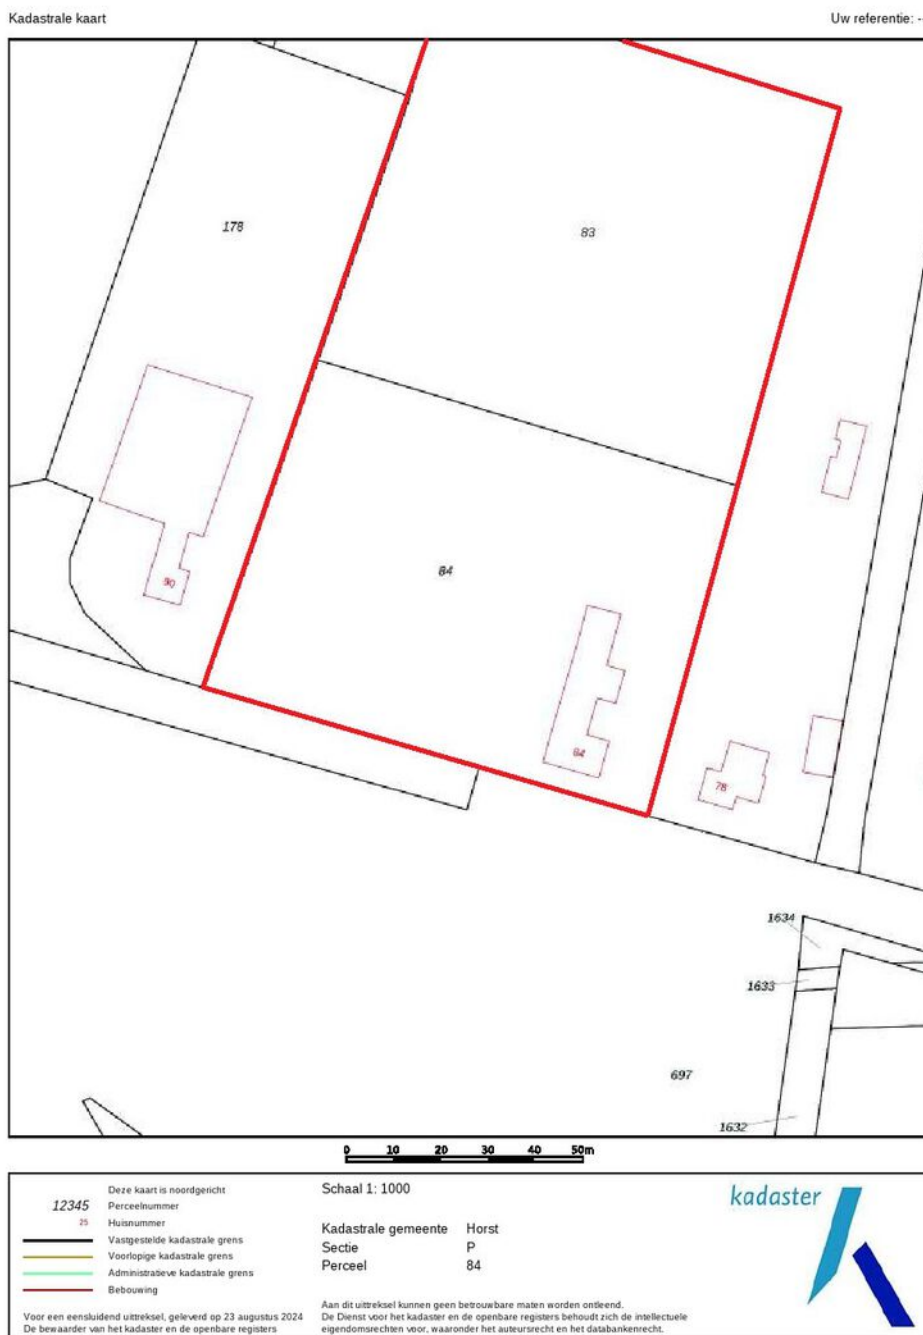 Kadastrale kaart
Uw referentie: -
178
83
90
84
84
78
1634
1633
697
1632
0 10 20 30 40 50m
Deze kaart is noordgericht
12345 Perceelnummer
25 Huisnummer
Vastgestelde kadastrale grens
Voorlopige kadastrale grens
Administratieve kadastrale grens
Bebouwing
Voor een eensluidend uittreksel, geleverd op 23 augustus 2024
De bewaarder van het kadaster en de openbare registers
Schaal 1: 1000
Kadastrale gemeente Horst
Sectie P
Perceel 84
Aan dit uittreksel kunnen geen betrouwbare maten worden ontleend.
De Dienst voor het kadaster en de openbare registers behoudt zich de intellectuele
eigendomsrechten voor, waaronder het auteursrecht en het databankenrecht.
kadaster